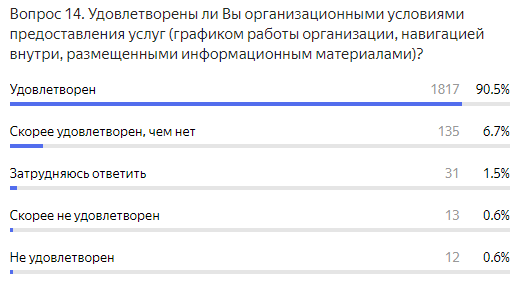 Вопрос 14. Удовлетворены ли Вы организационными условиями
предоставления услуг (графиком работы организации, навигацией
внутри, размещенными информационным материалами)?
Удовлетворен 1817 90.5%
Скорее удовлетворен, чем нет 135 6.7%
Затрудняюсь ответить 31 1.5%
Скорее не удовлетворен 13 0.6%
Не удовлетворен 12 0.6%